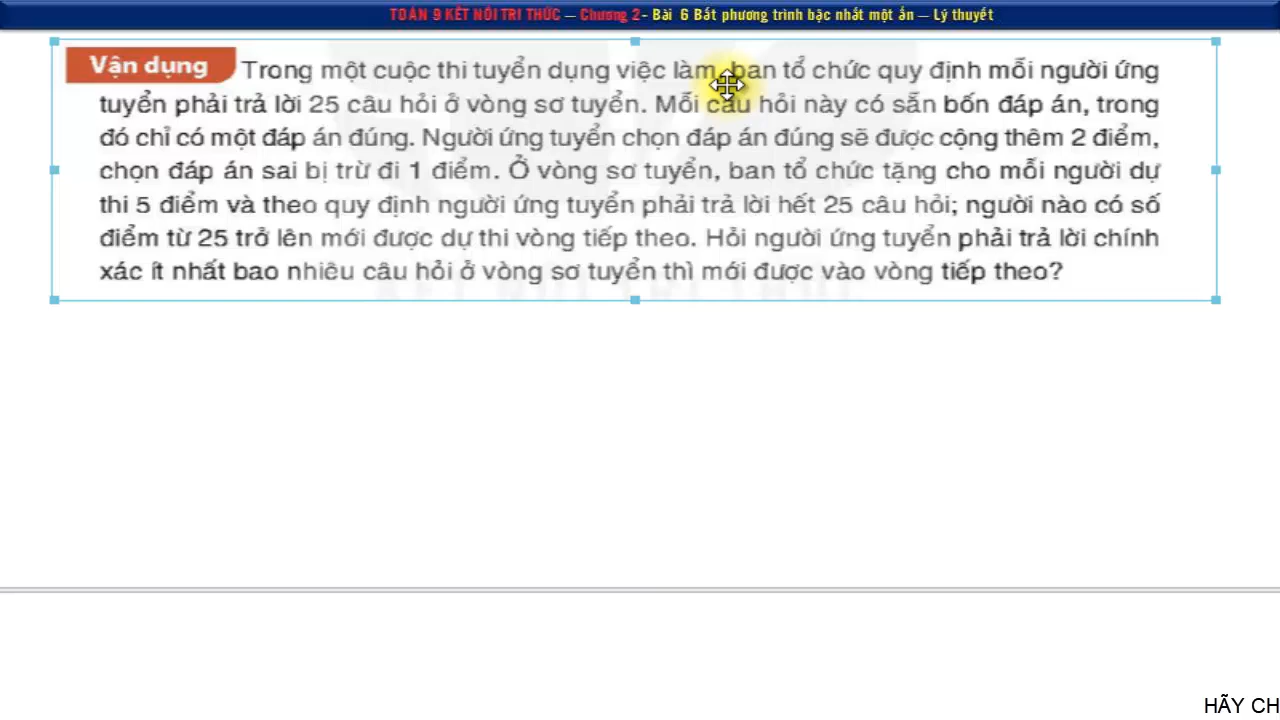 TOÁN 9 KẾT NỐI TRI THỨC – Chương 2- Bài 6 Bất phương trình bậc nhất một ẩn – Lý thuyết
Vận dụng Trong một cuộc thi tuyển dụng việc làm, ban tổ chức quy định mỗi người ứng
tuyển phải trả lời 25 câu hỏi ở vòng sơ tuyển. Mỗi câu hỏi này có sẵn bốn đáp án, trong
đó chỉ có một đáp án đúng. Người ứng tuyển chọn đáp án đúng sẽ được cộng thêm 2 điểm,
chọn đáp án sai bị trừ đi 1 điểm. Ở vòng sơ tuyển, ban tổ chức tặng cho mỗi người dự
thi 5 điểm và theo quy định người ứng tuyển phải trả lời hết 25 câu hỏi; người nào có số
điểm từ 25 trở lên mới được dự thi vòng tiếp theo. Hỏi người ứng tuyển phải trả lời chính
xác ít nhất bao nhiêu câu hỏi ở vòng sơ tuyển thì mới được vào vòng tiếp theo?
HÃY CH